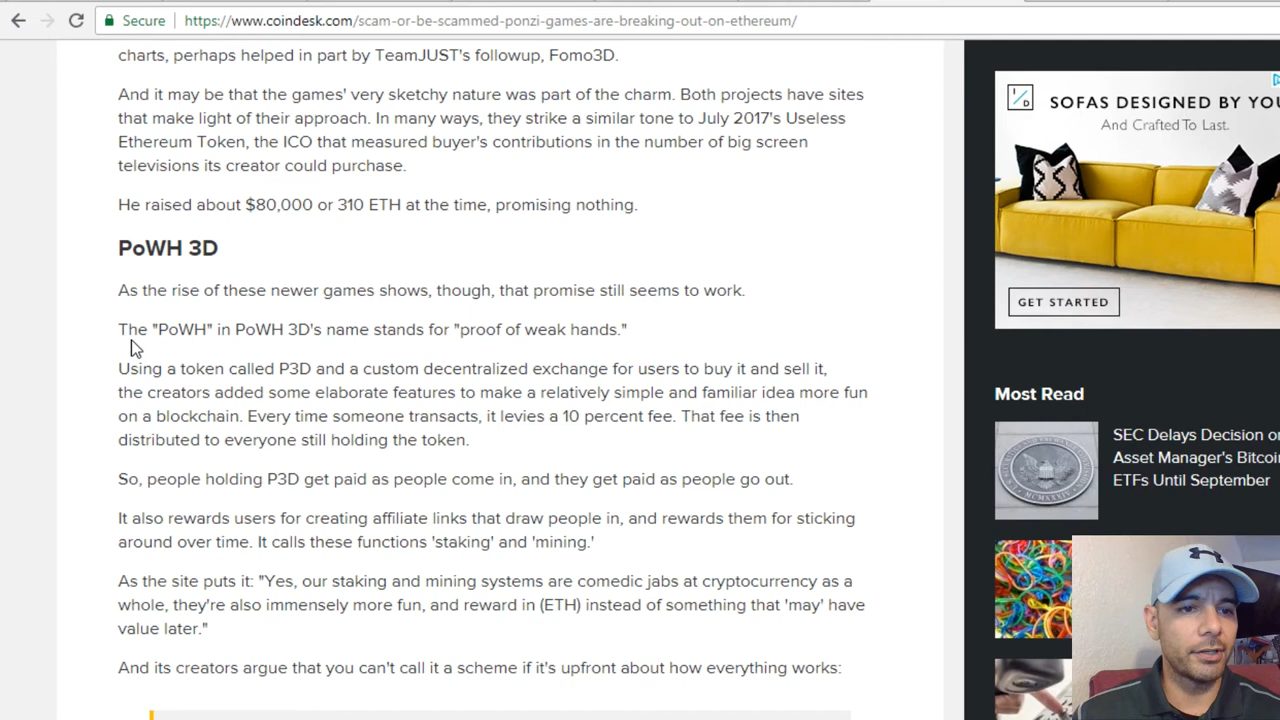 Secure https://www.coindesk.com/scam-or-be-scammed-ponzi-games-are-breaking-out-on-ethereum/
charts, perhaps helped in part by TeamJUST's followup, Fomo3D.
And it may be that the games' very sketchy nature was part of the charm. Both projects have sites
that make light of their approach. In many ways, they strike a similar tone to July 2017's Useless
Ethereum Token, the ICO that measured buyer's contributions in the number of big screen
televisions its creator could purchase.
He raised about $80,000 or 310 ETH at the time, promising nothing.
PoWH 3D
As the rise of these newer games shows, though, that promise still seems to work.
The "PoWH" in PoWH 3D's name stands for "proof of weak hands."
Using a token called P3D and a custom decentralized exchange for users to buy it and sell it,
the creators added some elaborate features to make a relatively simple and familiar idea more fun
on a blockchain. Every time someone transacts, it levies a 10 percent fee. That fee is then
distributed to everyone still holding the token.
So, people holding P3D get paid as people come in, and they get paid as people go out.
It also rewards users for creating affiliate links that draw people in, and rewards them for sticking
around over time. It calls these functions 'staking' and 'mining.'
As the site puts it: "Yes, our staking and mining systems are comedic jabs at cryptocurrency as a
whole, they're also immensely more fun, and reward in (ETH) instead of something that 'may' have
value later."
And its creators argue that you can't call it a scheme if it's upfront about how everything works:
I/D
SOFAS DESIGNED BY YOU
And Crafted To Last.
GET STARTED
Most Read
SEC Delays Decision on
Asset Manager's Bitcoin
ETFs Until September